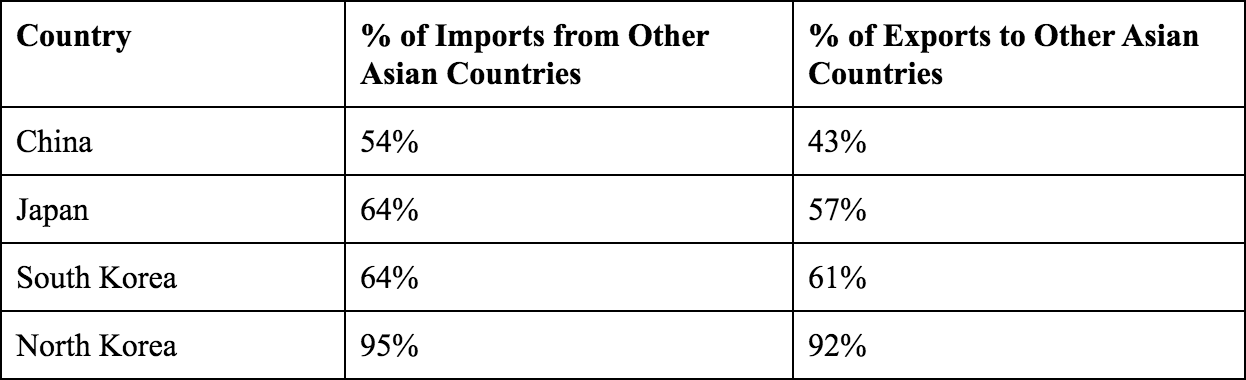 Country
% of Imports from Other
Asian Countries
% of Exports to Other Asian
Countries
China
54%
43%
Japan
64%
57%
South Korea
64%
61%
North Korea
95%
92%